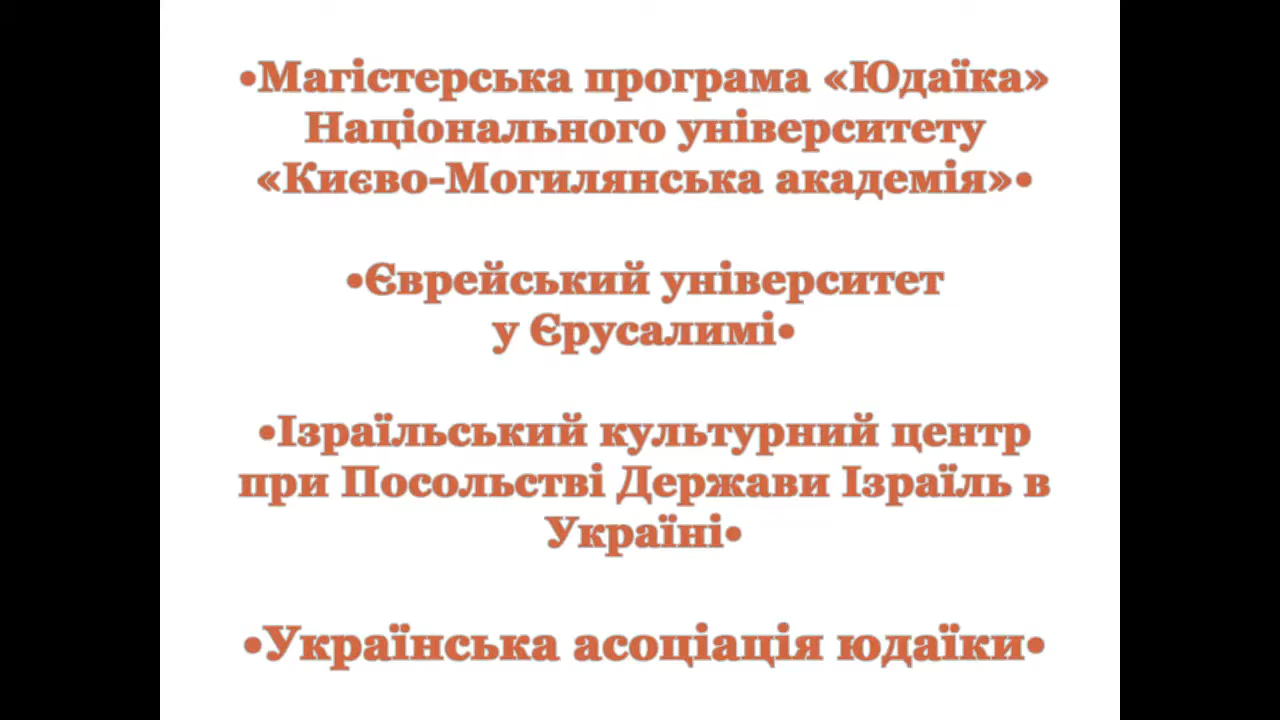 •Магістерська програма «Юдаїка»
Національного університету
«Києво-Могилянська академія»•
•Єврейський університет
у Єрусалимі•
•Ізраїльський культурний центр
при Посольстві Держави Ізраїль в
Україні•
•Українська асоціація юдаїки•